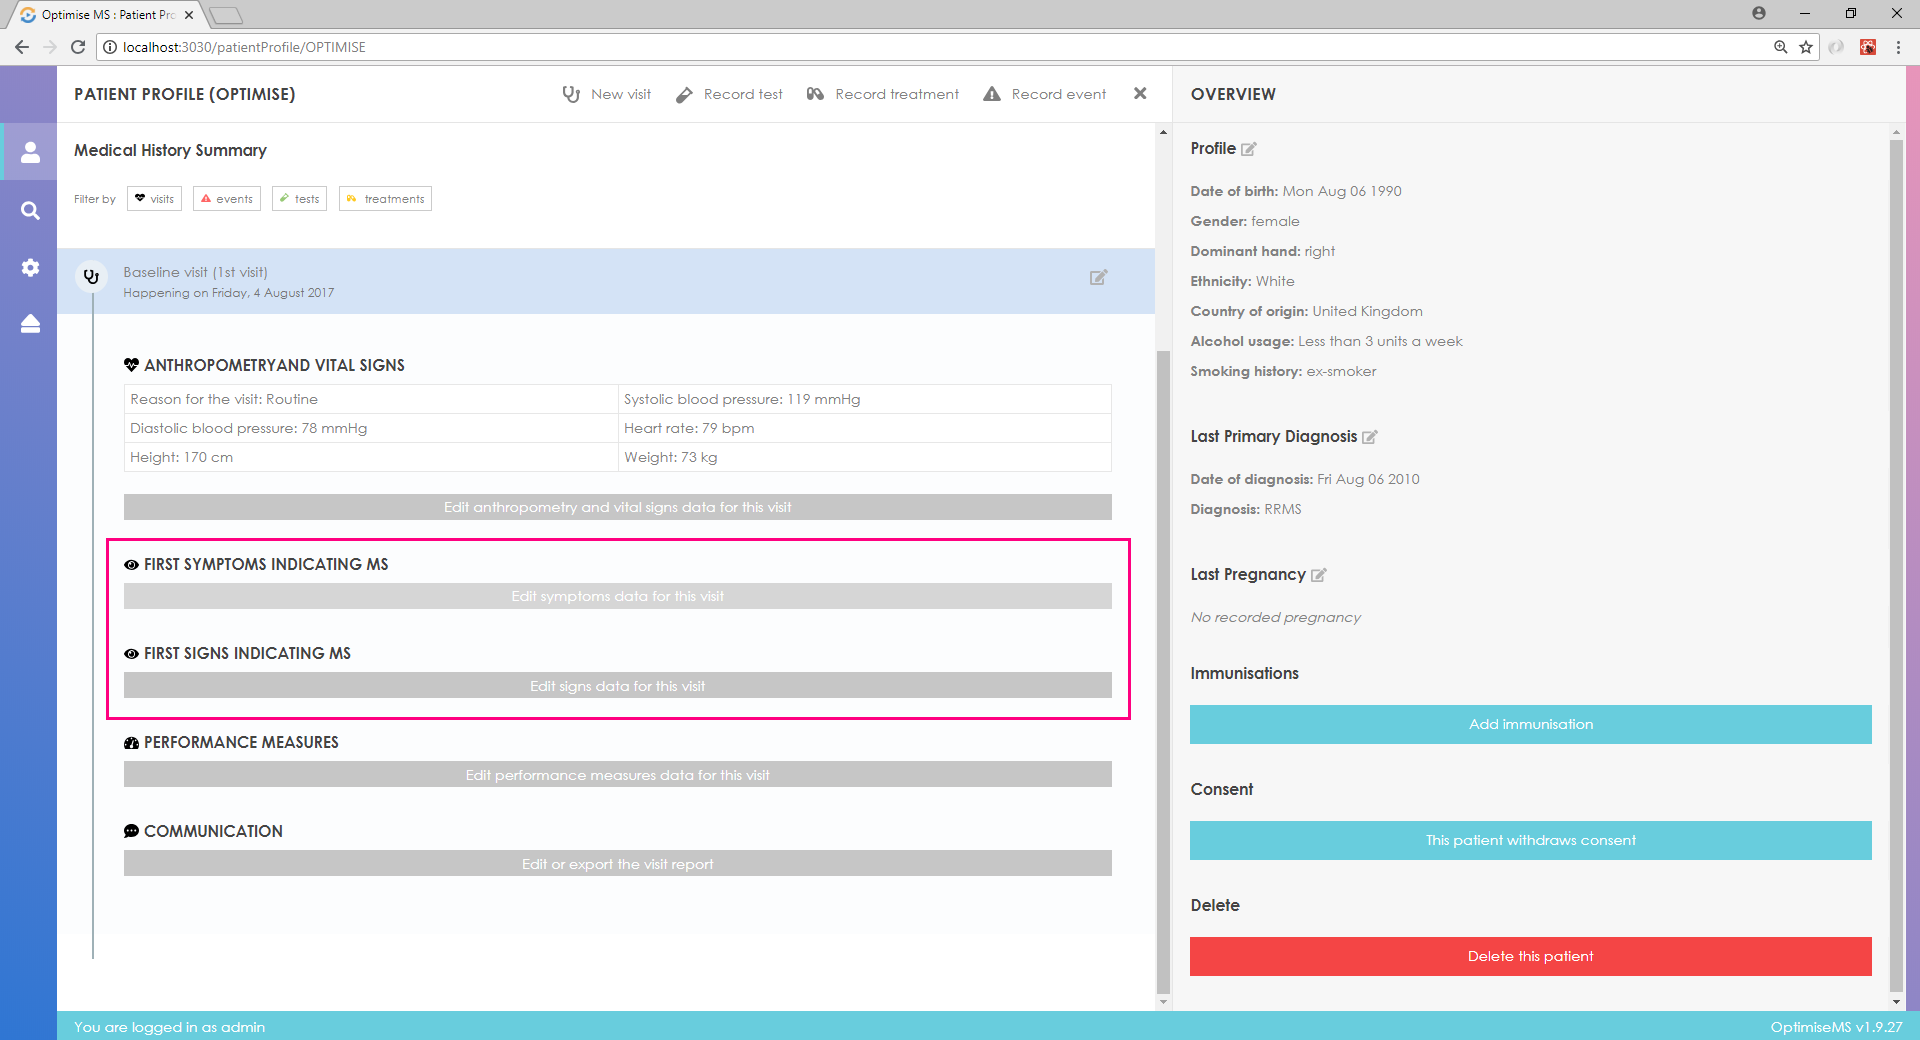 Optimise MS : Patient Pro
localhost:3030/patientProfile/OPTIMISE
PATIENT PROFILE (OPTIMISE)
New visit
Record test
Record treatment
Record event
OVERVIEW
Medical History Summary
Filter by
visits
events
tests
treatments
Baseline visit (1st visit)
Happening on Friday, 4 August 2017
ANTHROPOMETRYAND VITAL SIGNS
Reason for the visit: Routine
Systolic blood pressure: 119 mmHg
Diastolic blood pressure: 78 mmHg
Heart rate: 79 bpm
Height: 170 cm
Weight: 73 kg
Edit anthropometry and vital signs data for this visit
FIRST SYMPTOMS INDICATING MS
Edit symptoms data for this visit
FIRST SIGNS INDICATING MS
Edit signs data for this visit
PERFORMANCE MEASURES
Edit performance measures data for this visit
COMMUNICATION
Edit or export the visit report
Profile
Date of birth: Mon Aug 06 1990
Gender: female
Dominant hand: right
Ethnicity: White
Country of origin: United Kingdom
Alcohol usage: Less than 3 units a week
Smoking history: ex-smoker
Last Primary Diagnosis
Date of diagnosis: Fri Aug 06 2010
Diagnosis: RRMS
Last Pregnancy
No recorded pregnancy
Immunisations
Add immunisation
Consent
This patient withdraws consent
Delete
Delete this patient
You are logged in as admin
OptimiseMS v1.9.27